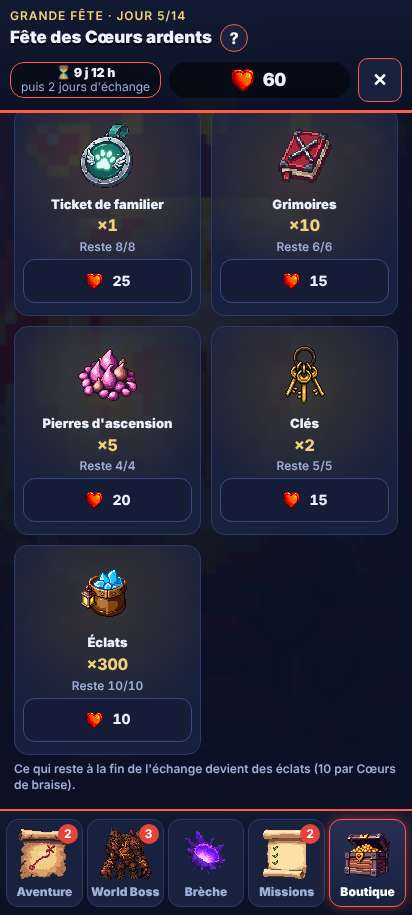 GRANDE FÊTE · JOUR 5/14
Fête des Cœurs ardents ?
⏳ 9 j 12 h
puis 2 jours d'échange
60
✕
Ticket de familier
×1
Reste 8/8
25
Grimoires
×10
Reste 6/6
15
Pierres d'ascension
×5
Reste 4/4
20
Clés
×2
Reste 5/5
15
Éclats
×300
Reste 10/10
10
Ce qui reste à la fin de l'échange devient des éclats (10 par Cœurs
de braise).
2
Aventure
3
World Boss
Brèche
2
Missions
Boutique